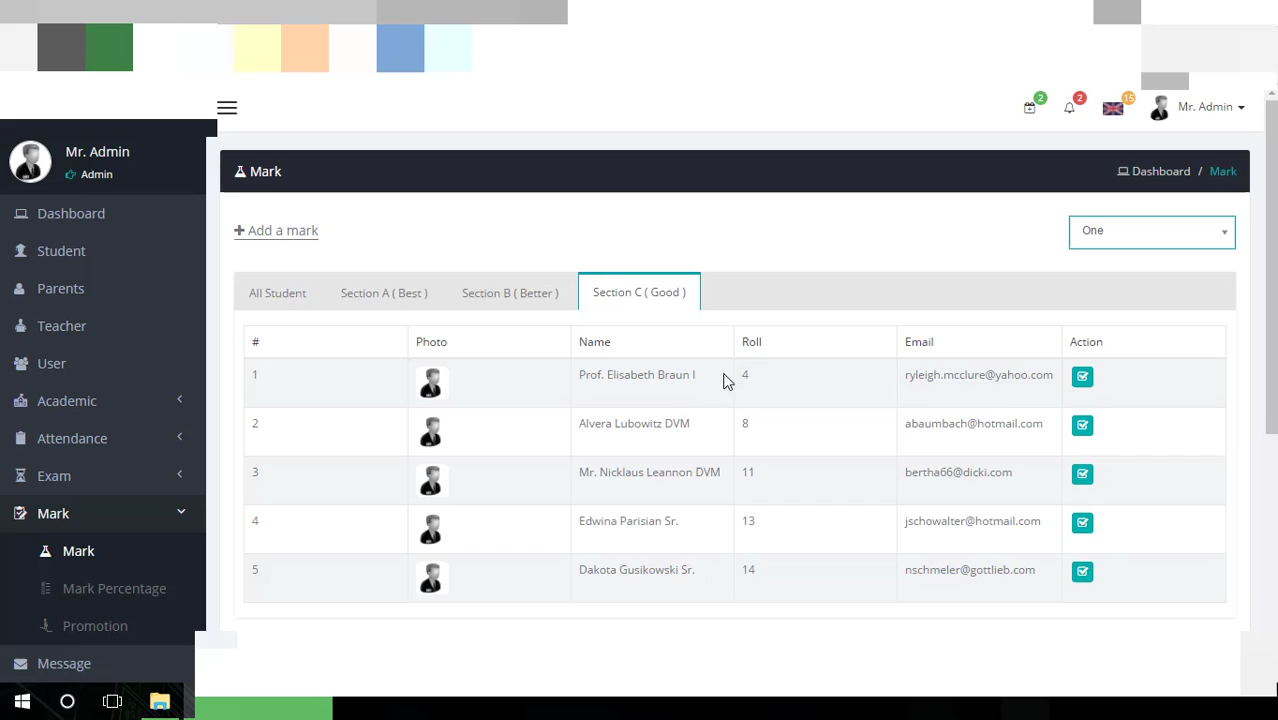 2
2
15
Mr. Admin
Mr. Admin
Admin
Dashboard
Student
Parents
Teacher
User
Academic
Attendance
Exam
Mark
Mark
Mark Percentage
Promotion
Message
Mark
Dashboard / Mark
+ Add a mark
One
All Student
Section A ( Best )
Section B ( Better )
Section C ( Good )
# Photo Name Roll Email Action
1 Prof. Elisabeth Braun I 4 ryleigh.mcclure@yahoo.com
2 Alvera Lubowitz DVM 8 abaumbach@hotmail.com
3 Mr. Nicklaus Leannon DVM 11 bertha66@dicki.com
4 Edwina Parisian Sr. 13 jschowalter@hotmail.com
5 Dakota Gusikowski Sr. 14 nschmeler@gottlieb.com